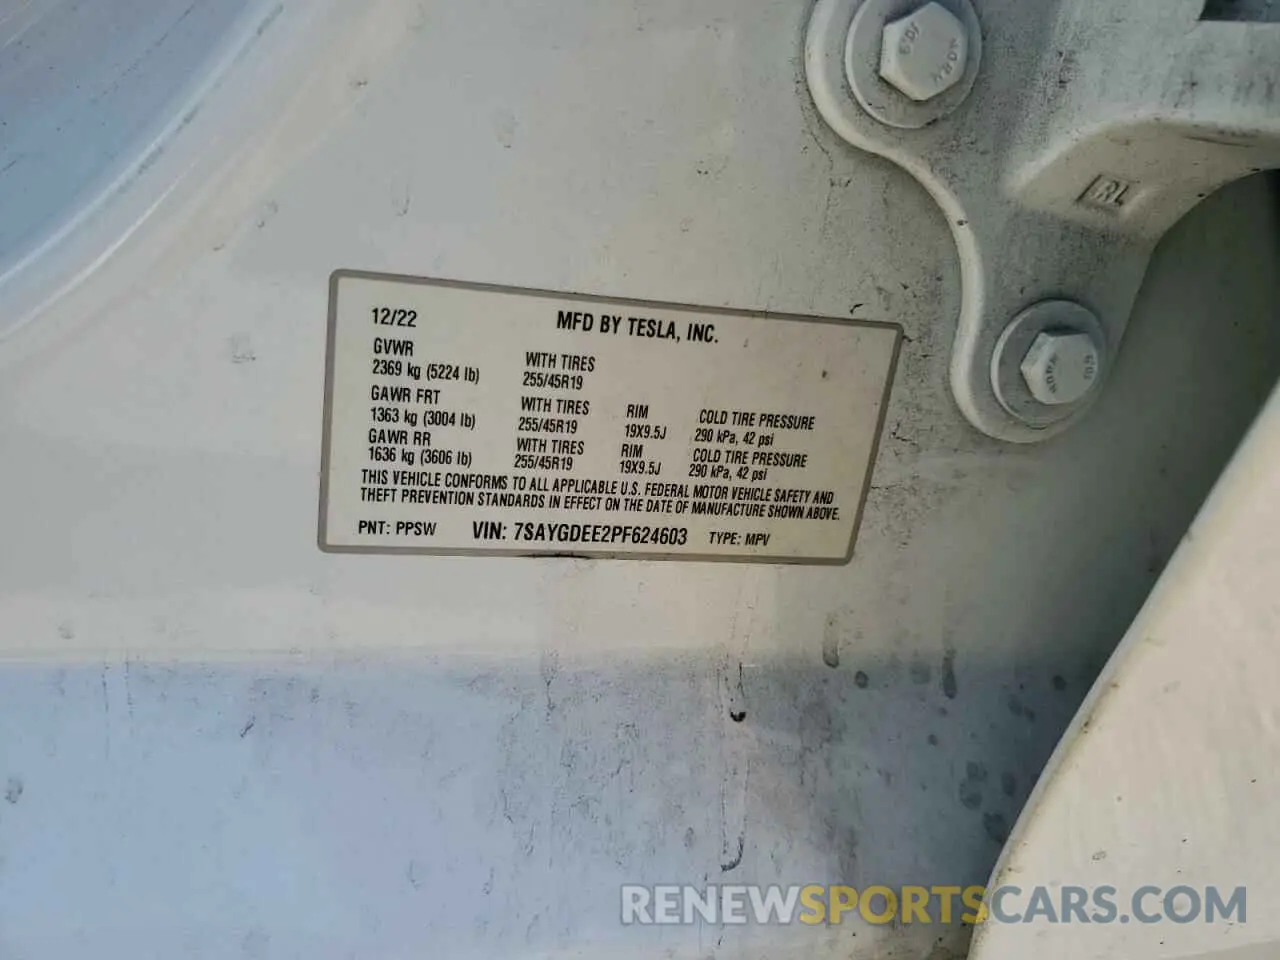 12/22 MFD BY TESLA, INC.
GVWR
2369 kg (5224 lb) WITH TIRES 255/45R19
GAWR FRT
1363 kg (3004 lb) WITH TIRES 255/45R19 RIM 19X9.5J COLD TIRE PRESSURE 290 kPa, 42 psi
GAWR RR
1636 kg (3606 lb) WITH TIRES 255/45R19 RIM 19X9.5J COLD TIRE PRESSURE 290 kPa, 42 psi
THIS VEHICLE CONFORMS TO ALL APPLICABLE U.S. FEDERAL MOTOR VEHICLE SAFETY AND
THEFT PREVENTION STANDARDS IN EFFECT ON THE DATE OF MANUFACTURE SHOWN ABOVE.
PNT: PPSW VIN: 7SAYGDEE2PF624603 TYPE: MPV
RL
10.9
RENEWSPORTSCARS.COM